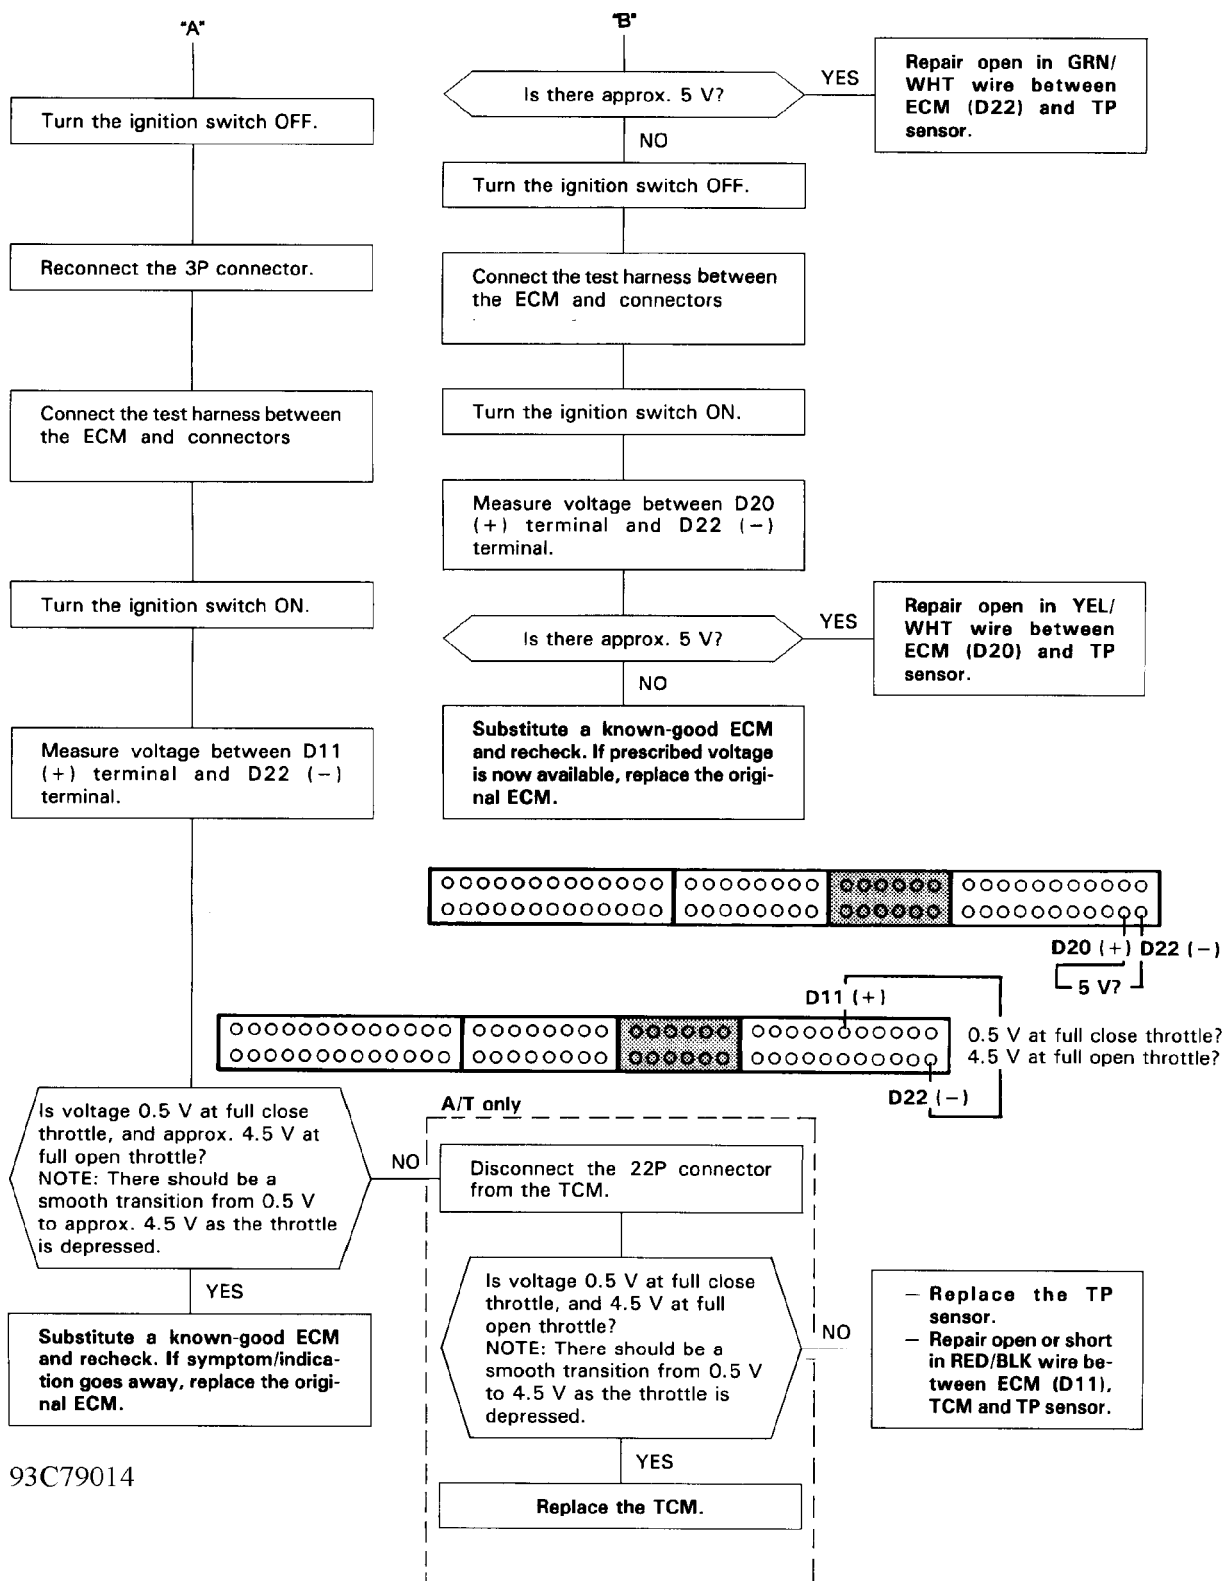 "A"
Turn the ignition switch OFF.
Reconnect the 3P connector.
Connect the test harness between
the ECM and connectors
Turn the ignition switch ON.
Measure voltage between D11
(+) terminal and D22 (−)
terminal.
Is voltage 0.5 V at full close
throttle, and approx. 4.5 V at
full open throttle?
NOTE: There should be a
smooth transition from 0.5 V
to approx. 4.5 V as the throttle
is depressed.
NO
YES
Substitute a known-good ECM
and recheck. If symptom/indica-
tion goes away, replace the origi-
nal ECM.
"B"
Is there approx. 5 V?
YES
Repair open in GRN/
WHT wire between
ECM (D22) and TP
sensor.
NO
Turn the ignition switch OFF.
Connect the test harness between
the ECM and connectors
Turn the ignition switch ON.
Measure voltage between D20
(+) terminal and D22 (−)
terminal.
Is there approx. 5 V?
YES
Repair open in YEL/
WHT wire between
ECM (D20) and TP
sensor.
NO
Substitute a known-good ECM
and recheck. If prescribed voltage
is now available, replace the origi-
nal ECM.
D20 (+) D22 (−)
5 V?
D11 (+)
0.5 V at full close throttle?
4.5 V at full open throttle?
D22 (−)
A/T only
Disconnect the 22P connector
from the TCM.
Is voltage 0.5 V at full close
throttle, and 4.5 V at full
open throttle?
NOTE: There should be a
smooth transition from 0.5 V
to 4.5 V as the throttle is
depressed.
NO
— Replace the TP
sensor.
— Repair open or short
in RED/BLK wire be-
tween ECM (D11),
TCM and TP sensor.
YES
Replace the TCM.
93C79014